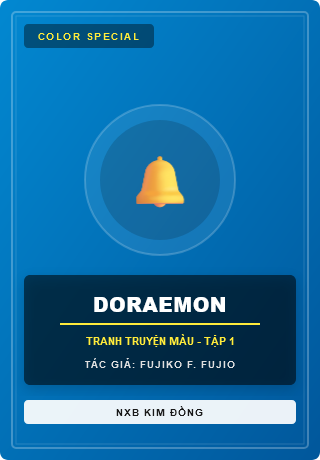 COLOR SPECIAL
DORAEMON
TRANH TRUYỆN MÀU - TẬP 1
TÁC GIẢ: FUJIKO F. FUJIO
NXB KIM ĐỒNG